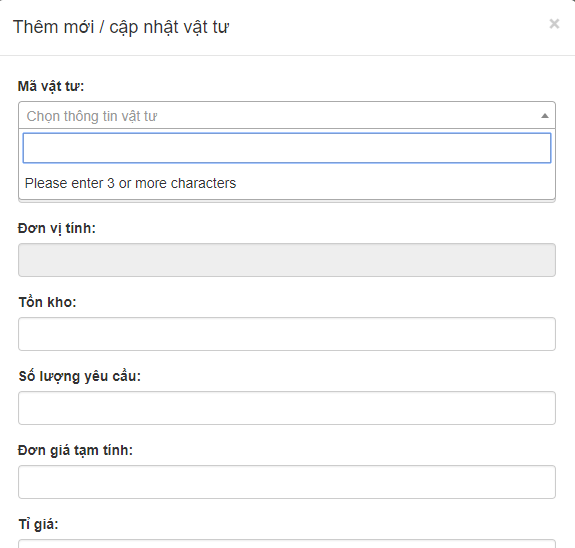 Thêm mới / cập nhật vật tư
×
Mã vật tư:
Chọn thông tin vật tư
Please enter 3 or more characters
Đơn vị tính:
Tồn kho:
Số lượng yêu cầu:
Đơn giá tạm tính:
Tỉ giá: